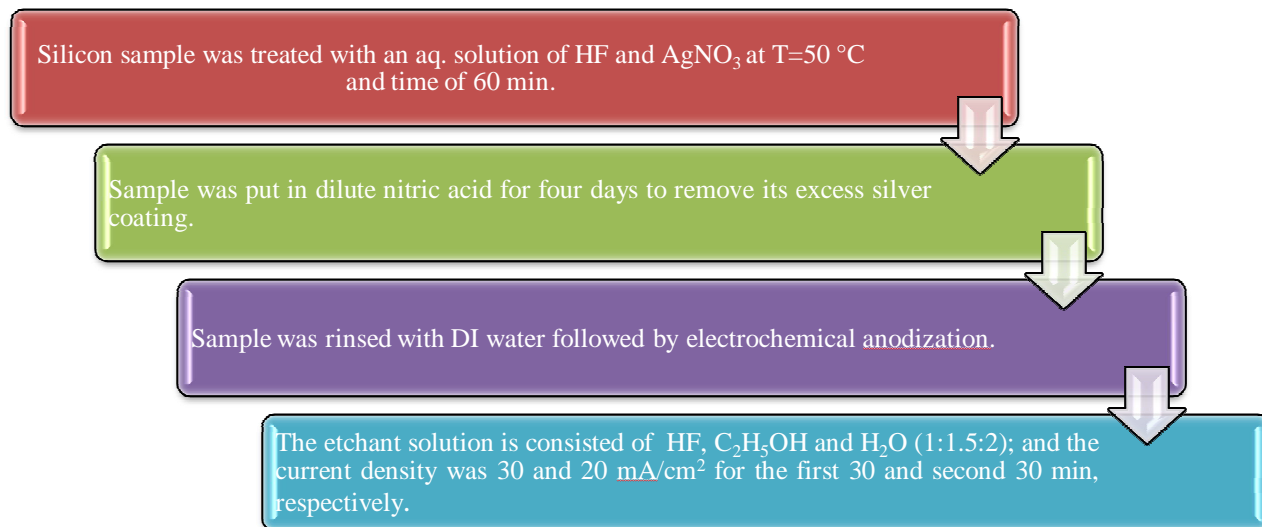 Silicon sample was treated with an aq. solution of HF and AgNO₃ at T=50 °C
and time of 60 min.
Sample was put in dilute nitric acid for four days to remove its excess silver
coating.
Sample was rinsed with DI water followed by electrochemical anodization.
The etchant solution is consisted of HF, C₂H₅OH and H₂O (1:1.5:2); and the
current density was 30 and 20 mA/cm² for the first 30 and second 30 min,
respectively.